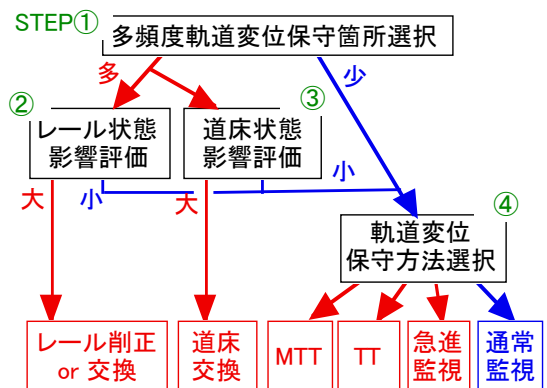 STEP①
多頻度軌道変位保守箇所選択
多
少
②
③
レール状態
影響評価
道床状態
影響評価
大
小
大
小
④
軌道変位
保守方法選択
レール削正
or 交換
道床
交換
MTT
TT
急進
監視
通常
監視